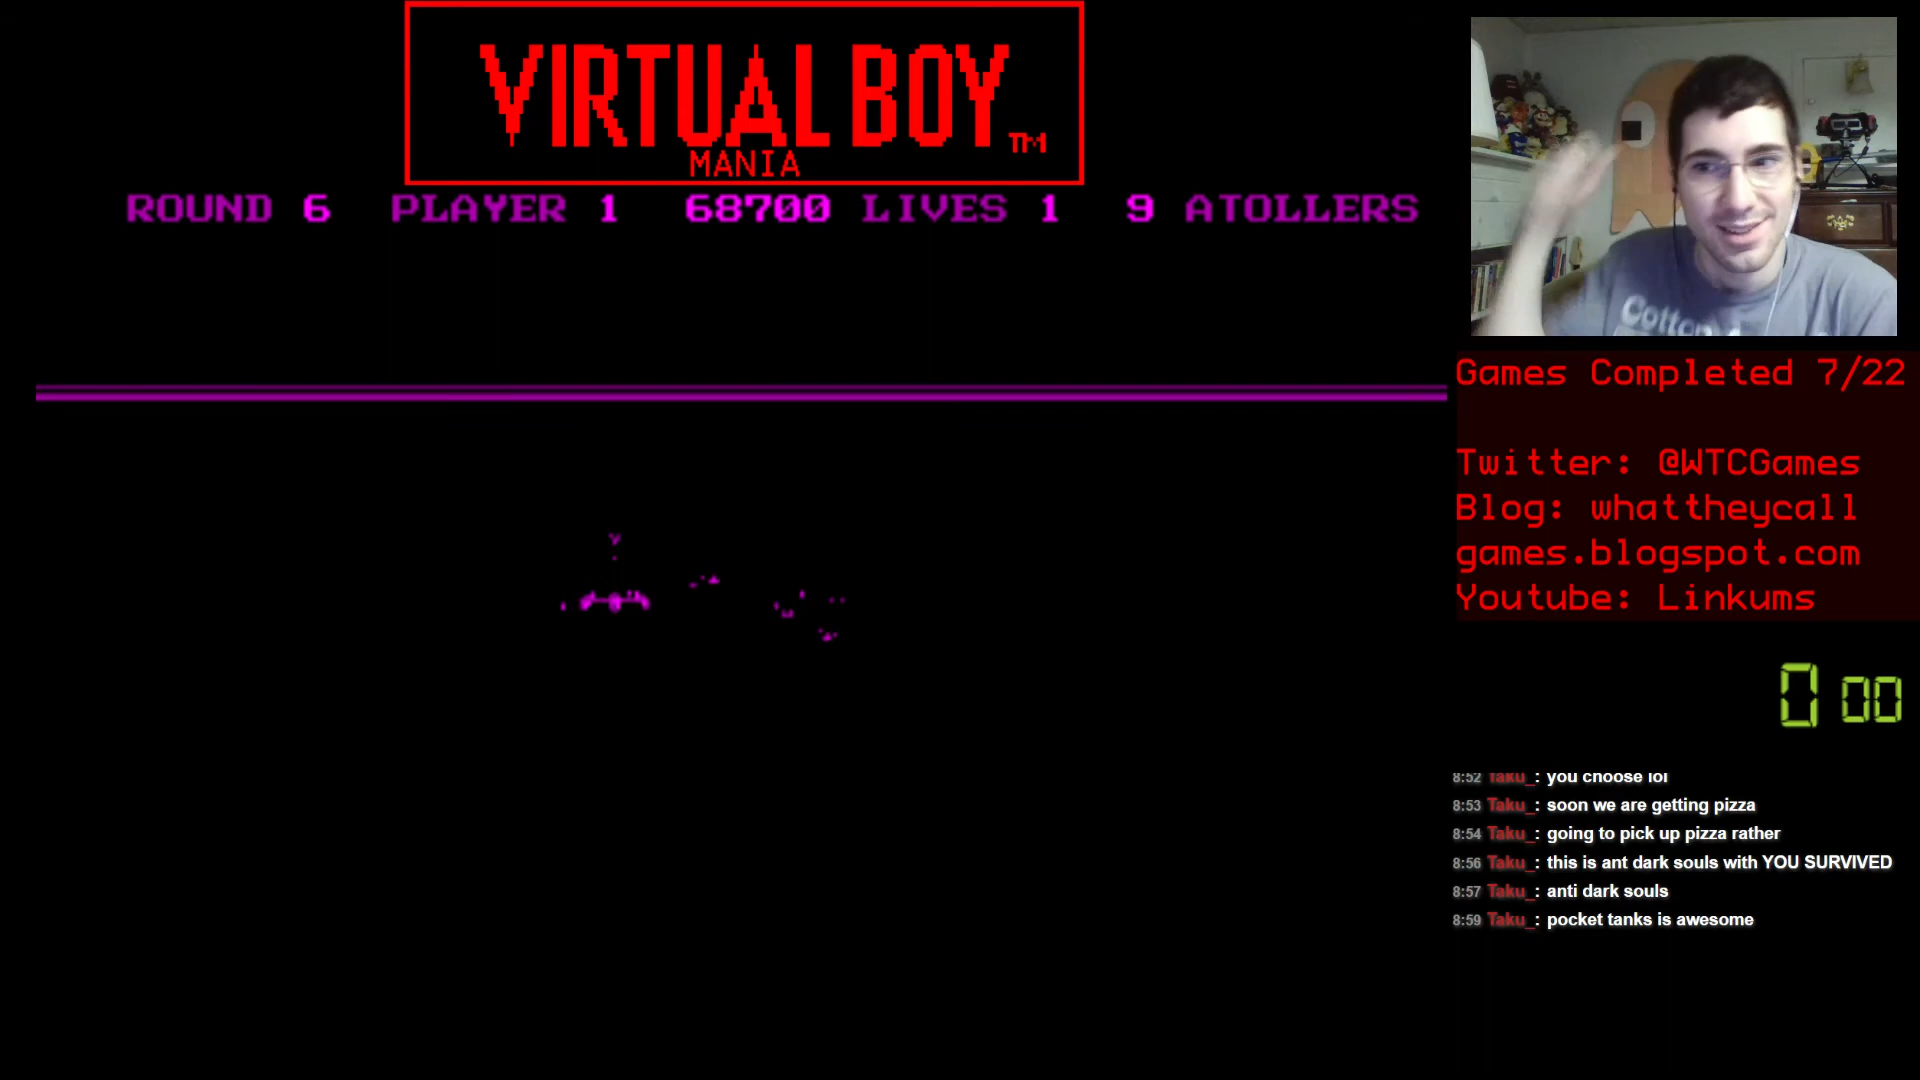 VIRTUAL BOY TM
MANIA
ROUND 6 PLAYER 1 68700 LIVES 1 9 ATOLLERS
Cotton
Games Completed 7/22
Twitter: @WTCGames
Blog: whattheycall
games.blogspot.com
Youtube: Linkums
0 00
8:52 Taku_: you choose lol
8:53 Taku_: soon we are getting pizza
8:54 Taku_: going to pick up pizza rather
8:56 Taku_: this is ant dark souls with YOU SURVIVED
8:57 Taku_: anti dark souls
8:59 Taku_: pocket tanks is awesome